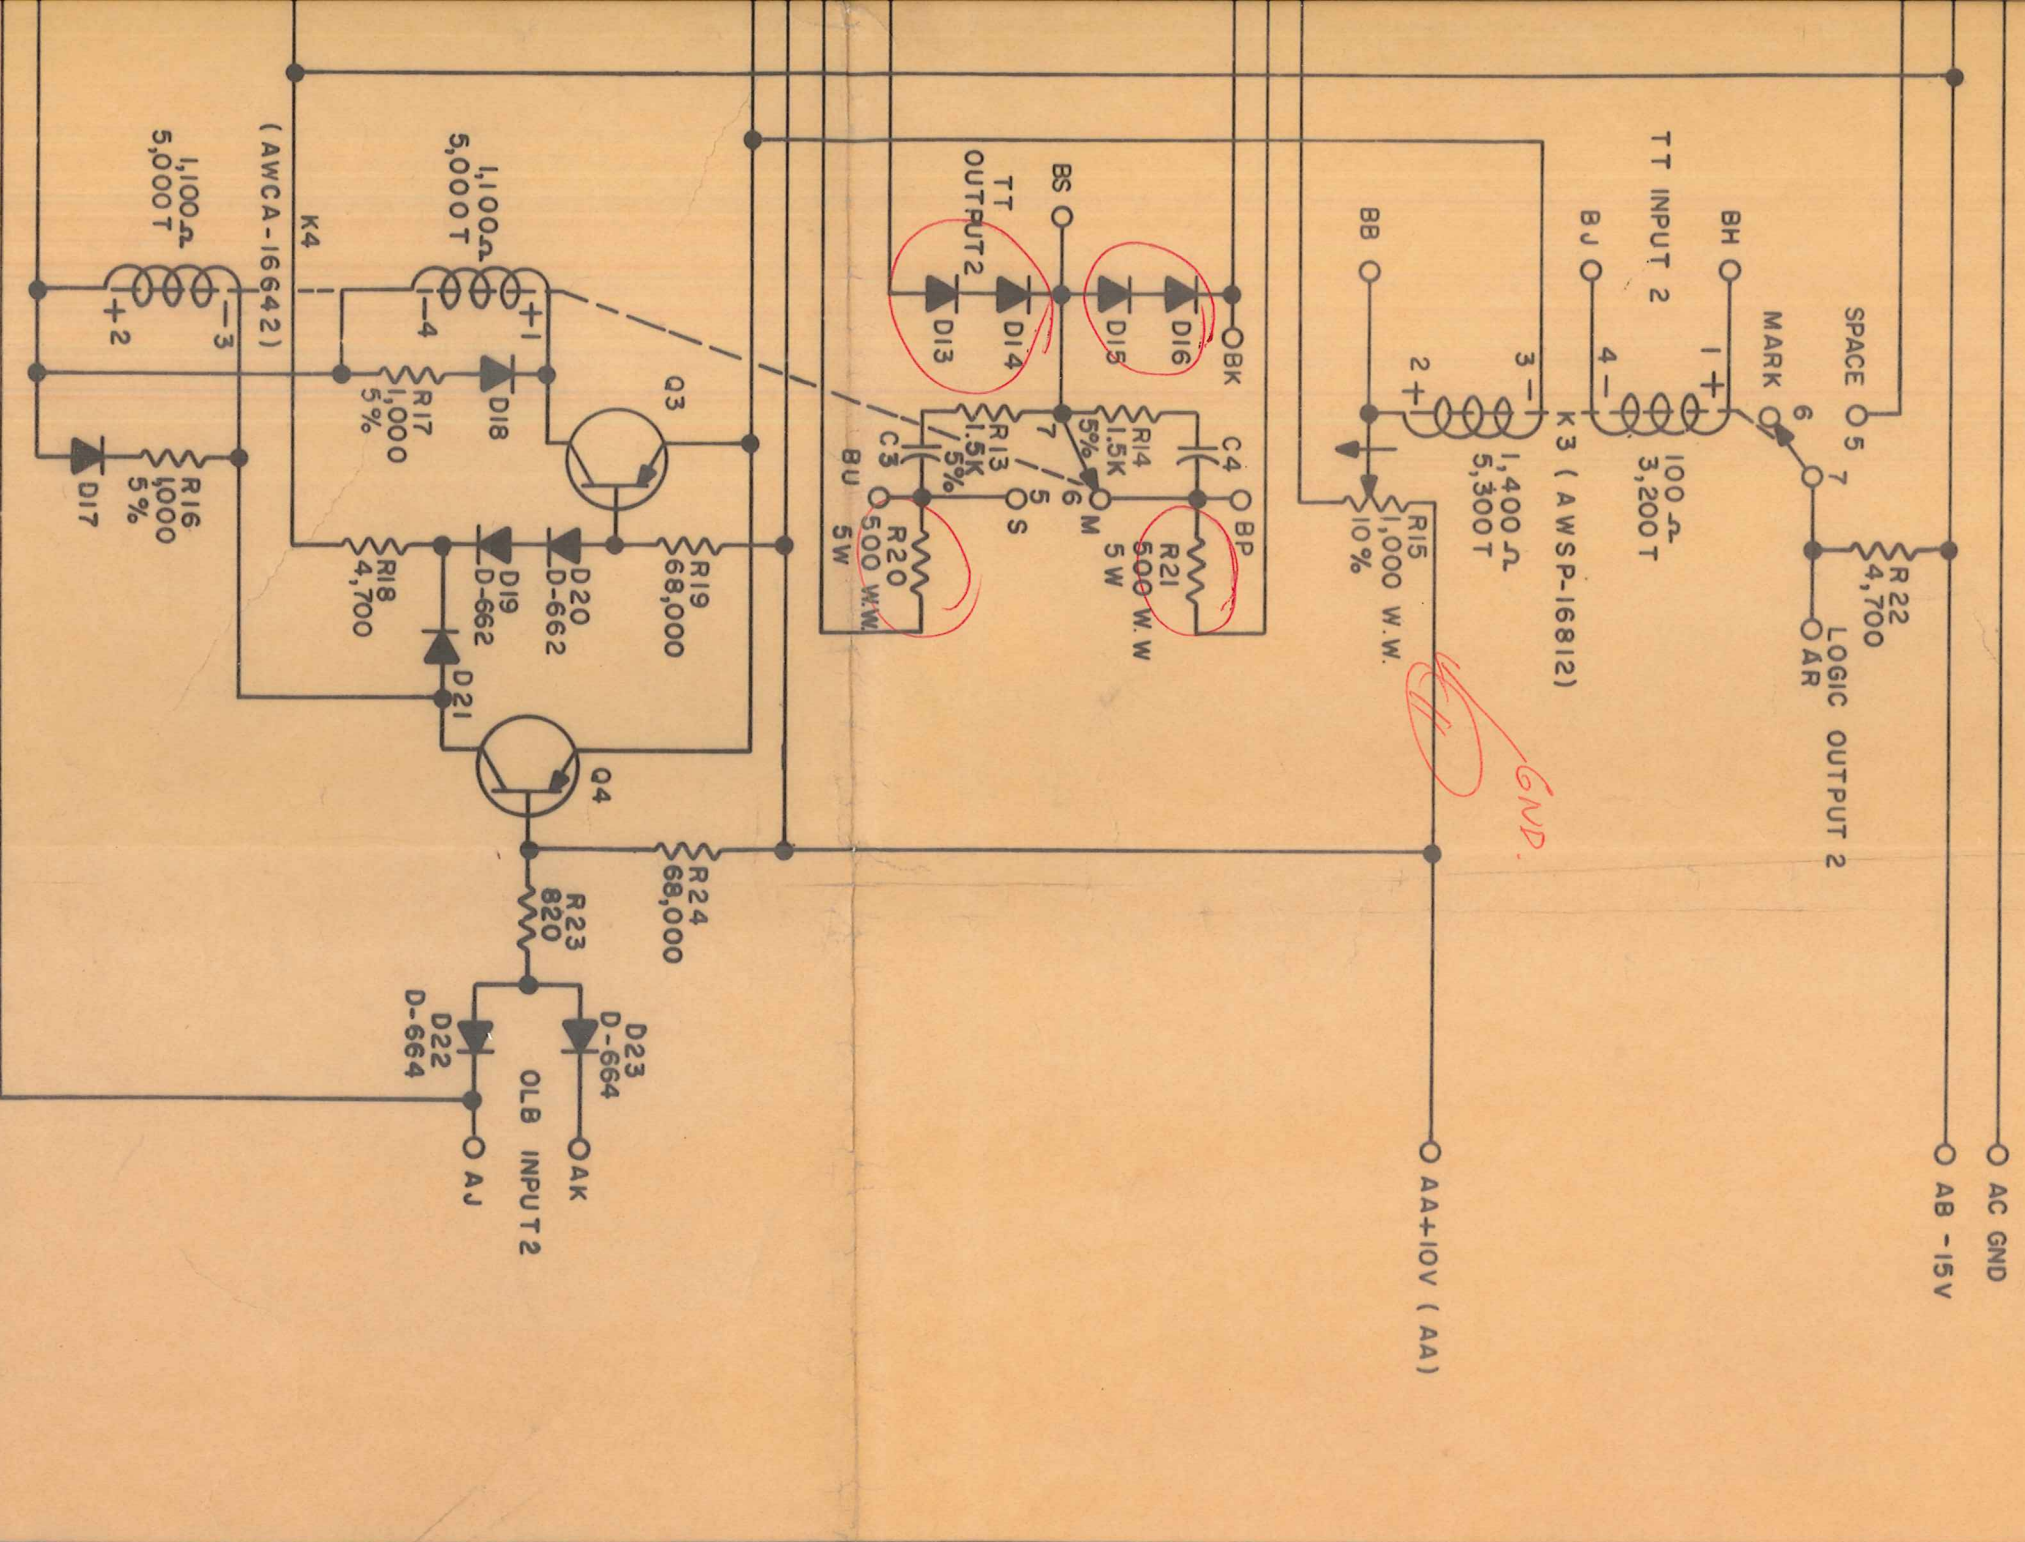 AC GND
AB -15V
R22
4,700
SPACE
5
LOGIC OUTPUT 2
7
6
AR
MARK
BH
1
+
TT INPUT 2
100Ω
3,200T
4
−
BJ
K3 (AWSP-16812)
3
−
GND.
1,400Ω
5,300T
2
+
AA+10V (AA)
R15
1,000 W.W.
10%
BB
BP
C4
BK
R21
500W.W
5 W
D16
R14
1.5K
5%
D15
M
6
BS
7
5
S
D14
R13
1.5K
5%
TT
OUTPUT 2
D13
C3
R20
500 W.W.
5W
BU
R24
68,000
R19
68,000
Q3
D23
D-664
AK
Q4
R23
820
D20
D-662
OLB INPUT 2
+1
D18
D19
D-662
1,100Ω
5,000T
−4
D21
AJ
D22
D-664
R17
1,000
5%
R18
4,700
K4
(AWCA-16642)
−3
R16
1,000
5%
1,100Ω
5,000T
+2
D17